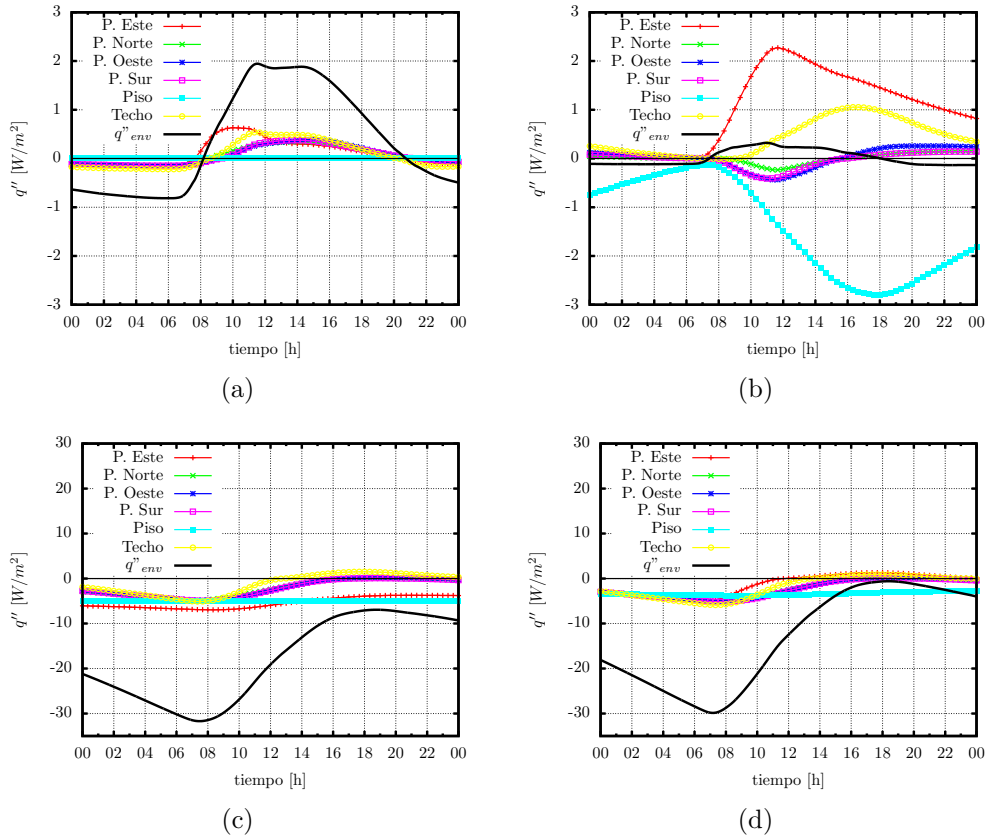 P. Este
P. Norte
P. Oeste
P. Sur
Piso
Techo
q"env
3
2
1
0
-1
-2
-3
q'' [W/m²]
00 02 04 06 08 10 12 14 16 18 20 22 00
tiempo [h]
(a)
P. Este
P. Norte
P. Oeste
P. Sur
Piso
Techo
q"env
3
2
1
0
-1
-2
-3
q'' [W/m²]
00 02 04 06 08 10 12 14 16 18 20 22 00
tiempo [h]
(b)
P. Este
P. Norte
P. Oeste
P. Sur
Piso
Techo
q"env
30
20
10
0
-10
-20
-30
q'' [W/m²]
00 02 04 06 08 10 12 14 16 18 20 22 00
tiempo [h]
(c)
P. Este
P. Norte
P. Oeste
P. Sur
Piso
Techo
q"env
30
20
10
0
-10
-20
-30
q'' [W/m²]
00 02 04 06 08 10 12 14 16 18 20 22 00
tiempo [h]
(d)